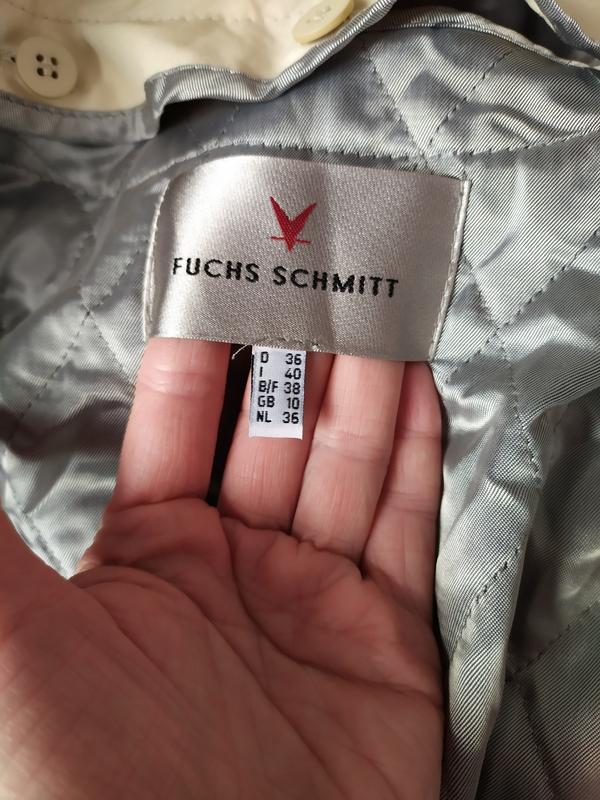 FUCHS SCHMITT
D 36
I 40
B/F 38
GB 10
NL 36